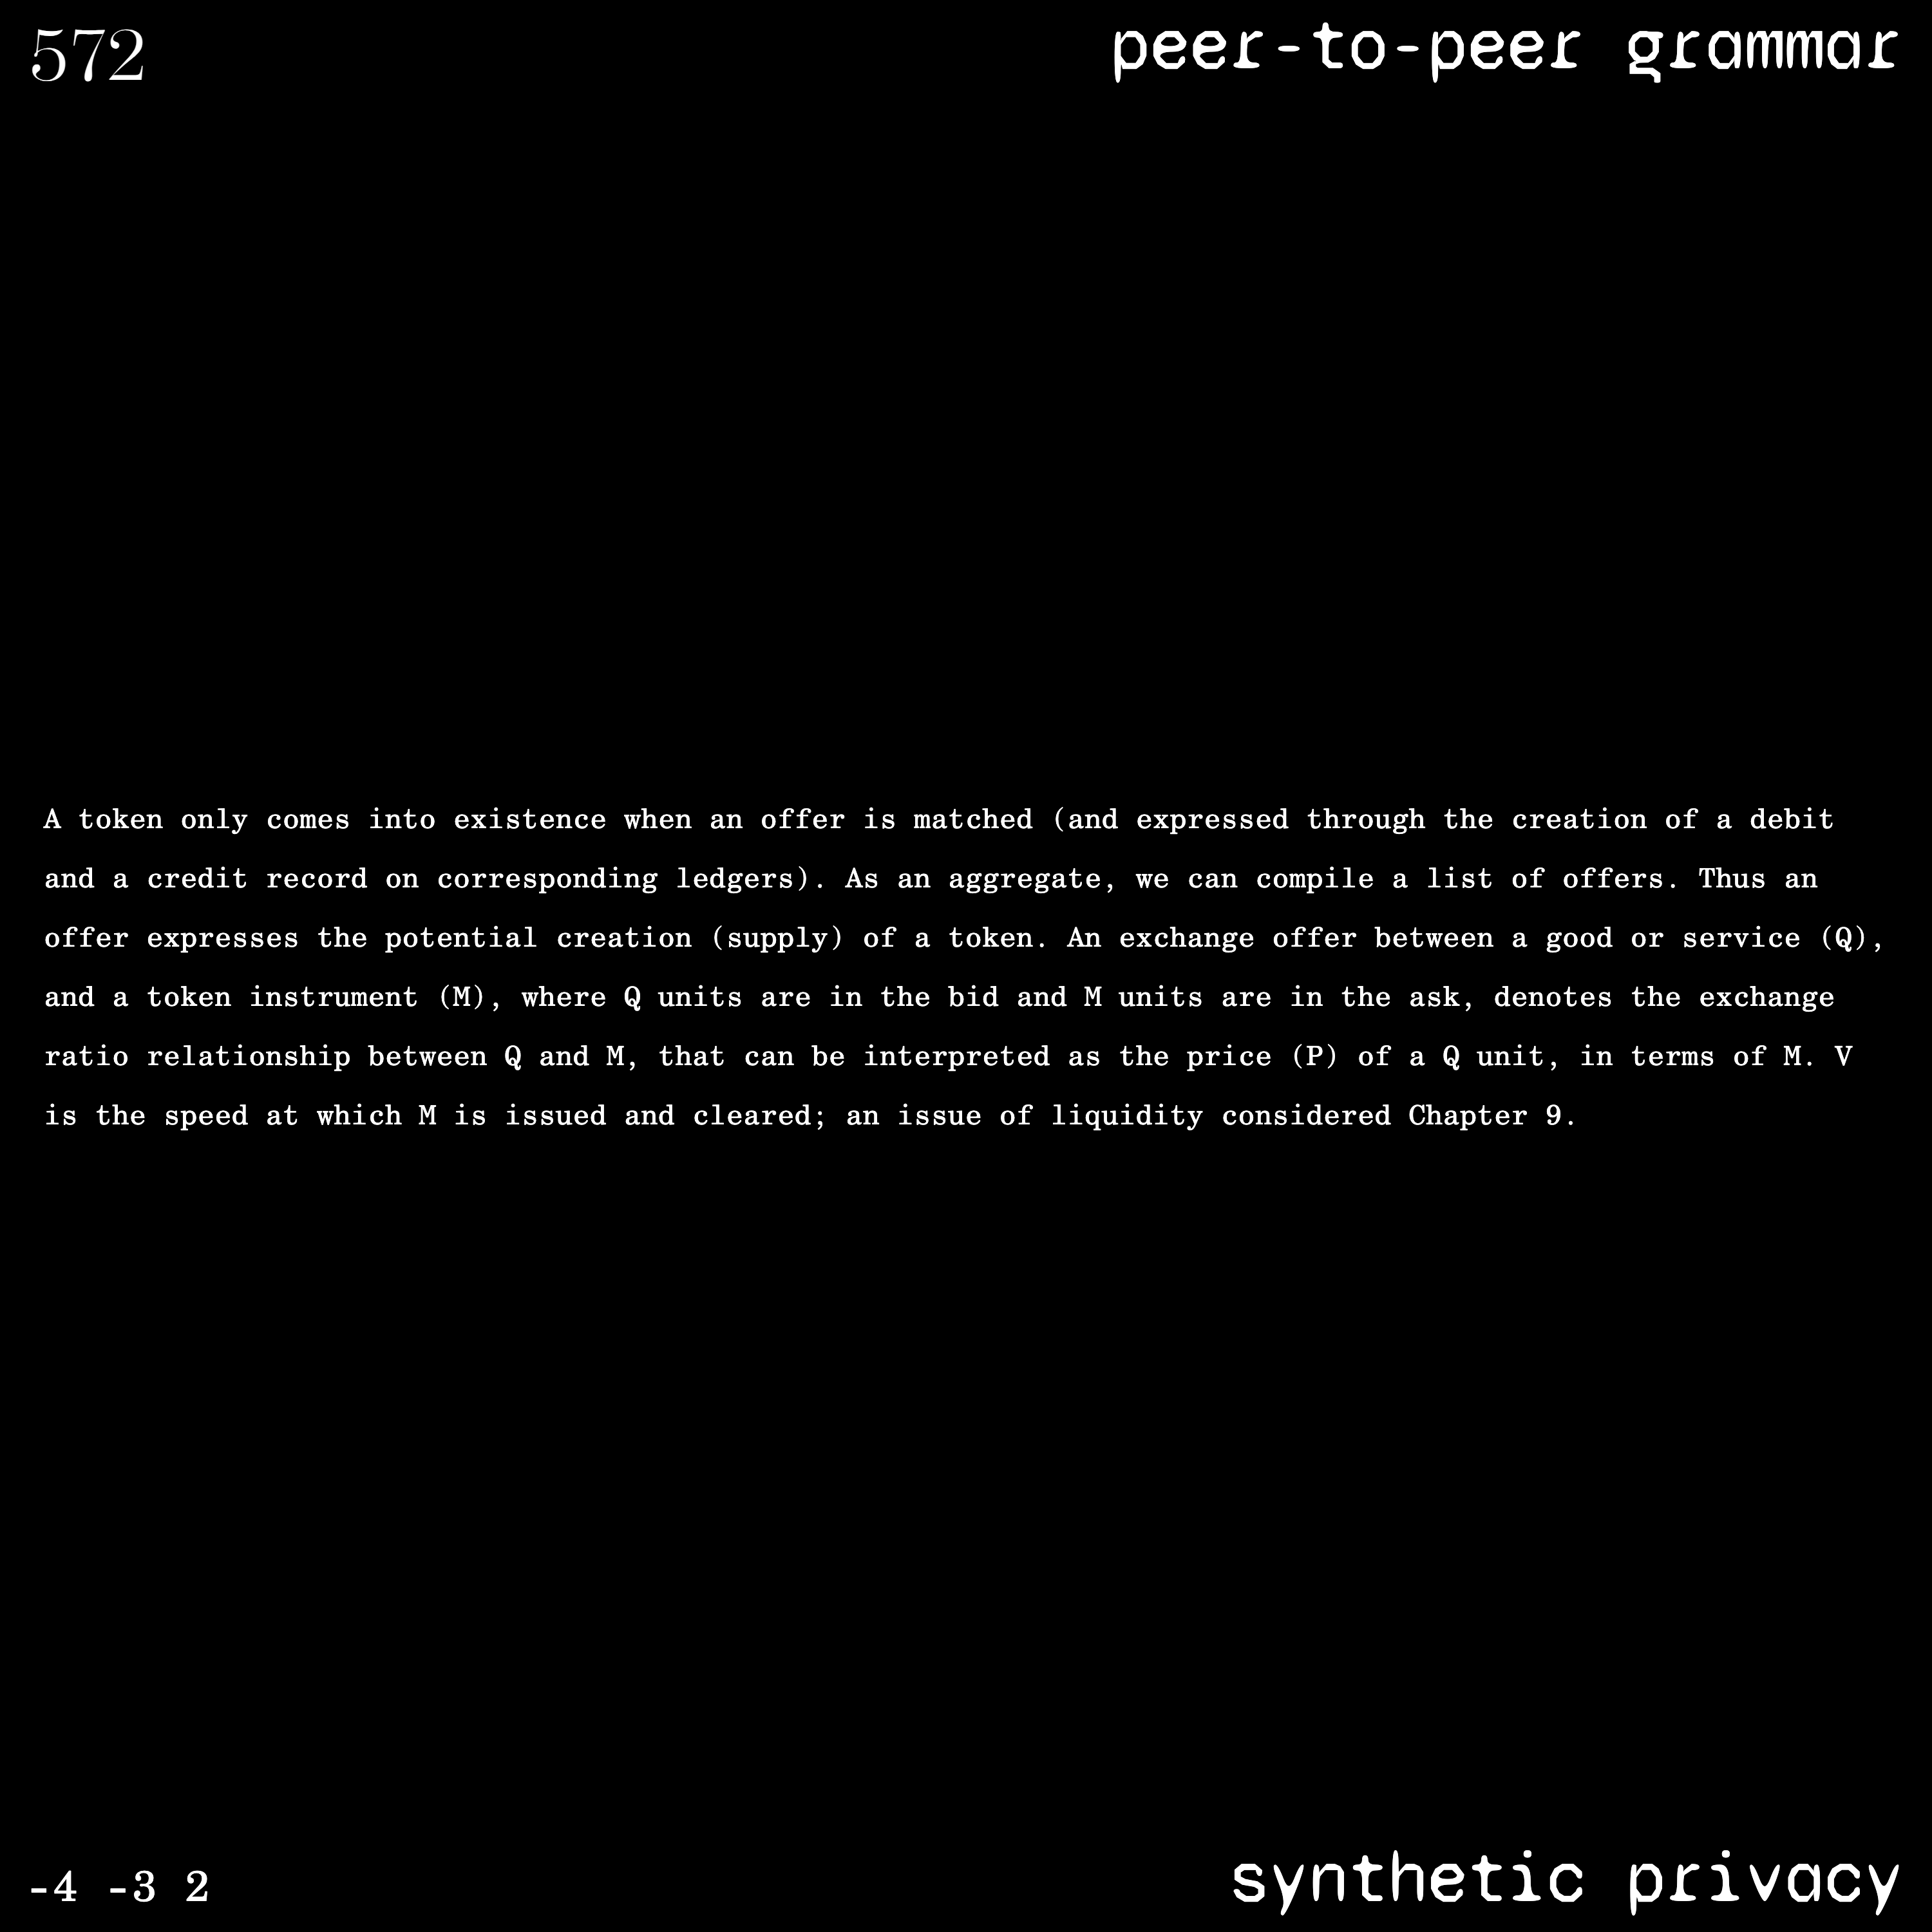 572
peer-to-peer grammar
A token only comes into existence when an offer is matched (and expressed through the creation of a debit
and a credit record on corresponding ledgers). As an aggregate, we can compile a list of offers. Thus an
offer expresses the potential creation (supply) of a token. An exchange offer between a good or service (Q),
and a token instrument (M), where Q units are in the bid and M units are in the ask, denotes the exchange
ratio relationship between Q and M, that can be interpreted as the price (P) of a Q unit, in terms of M. V
is the speed at which M is issued and cleared; an issue of liquidity considered Chapter 9.
-4 -3 2
synthetic privacy